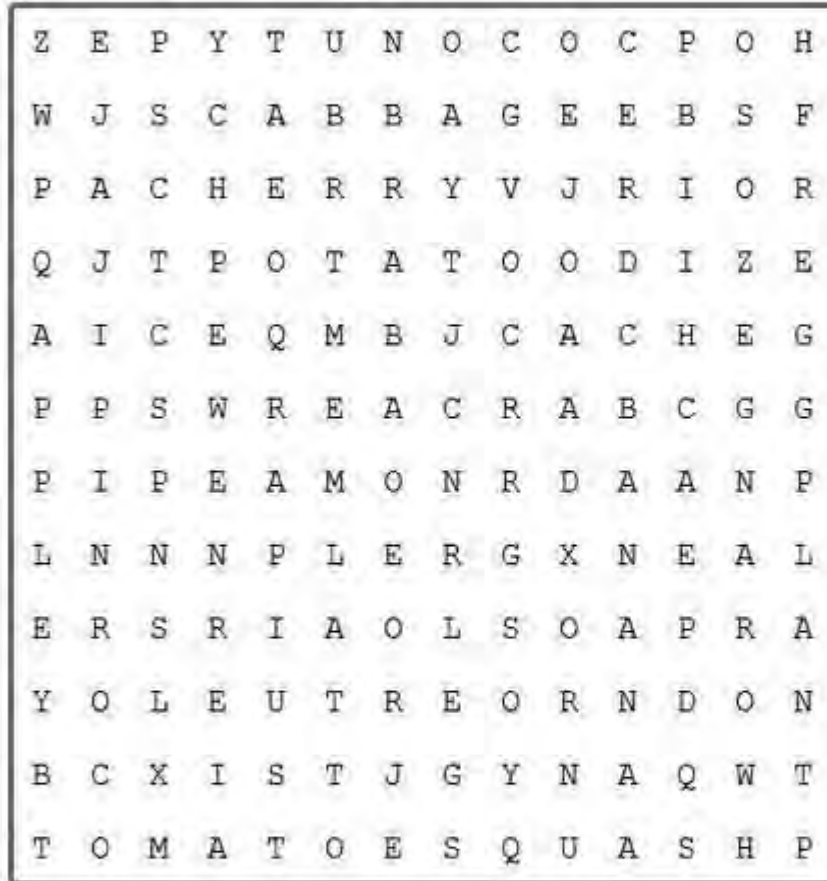 Z E P Y T U N O C O C P O H
W J S C A B B A G E E B S F
P A C H E R R Y V J R I O R
Q J T P O T A T O O D I Z E
A I C E Q M B J C A C H E G
P P S W R E A C R A B C G G
P I P E A M O N R D A A N P
L N N N P L E R G X N E A L
E R S R I A O L S O A P R A
Y O L E U T R E O R N D O N
B C X I S T J G Y N A Q W T
T O M A T O E S Q U A S H P